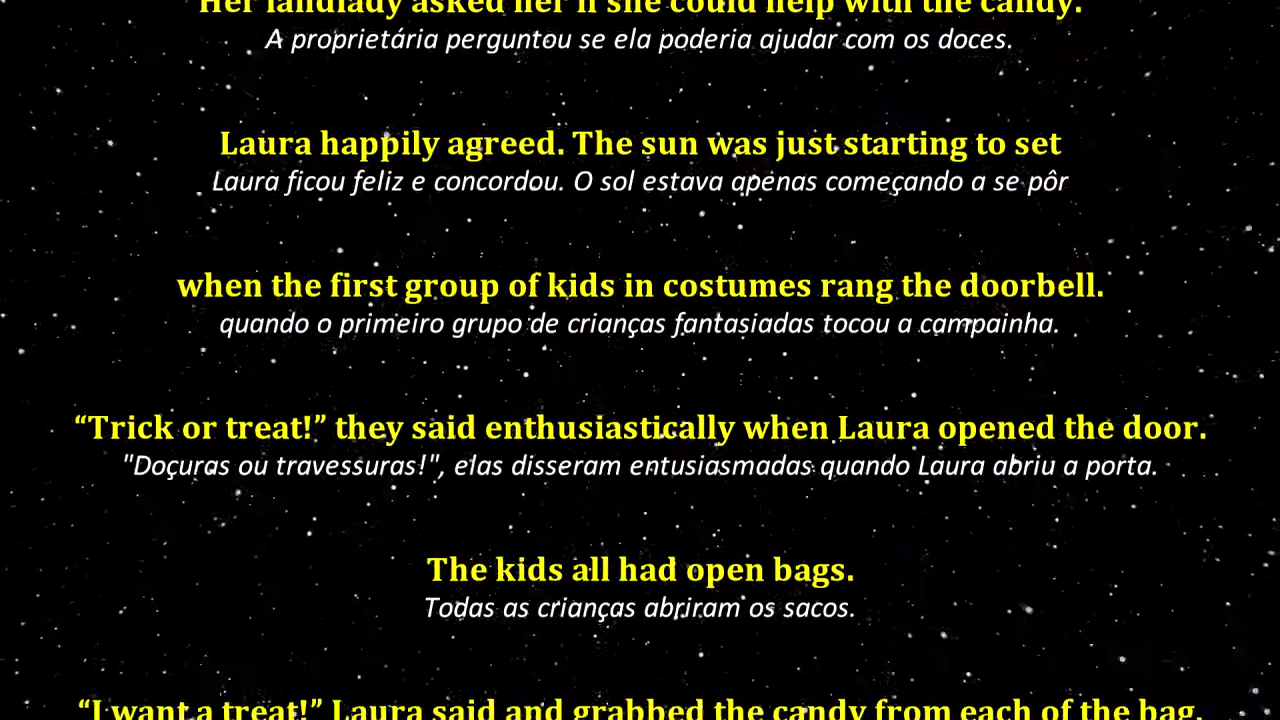 Her landlady asked her if she could help with the candy.
A proprietária perguntou se ela poderia ajudar com os doces.
Laura happily agreed. The sun was just starting to set
Laura ficou feliz e concordou. O sol estava apenas começando a se pôr
when the first group of kids in costumes rang the doorbell.
quando o primeiro grupo de crianças fantasiadas tocou a campainha.
“Trick or treat!” they said enthusiastically when Laura opened the door.
"Doçuras ou travessuras!", elas disseram entusiasmadas quando Laura abriu a porta.
The kids all had open bags.
Todas as crianças abriram os sacos.
“I want a treat!” Laura said and grabbed the candy from each of the bag.